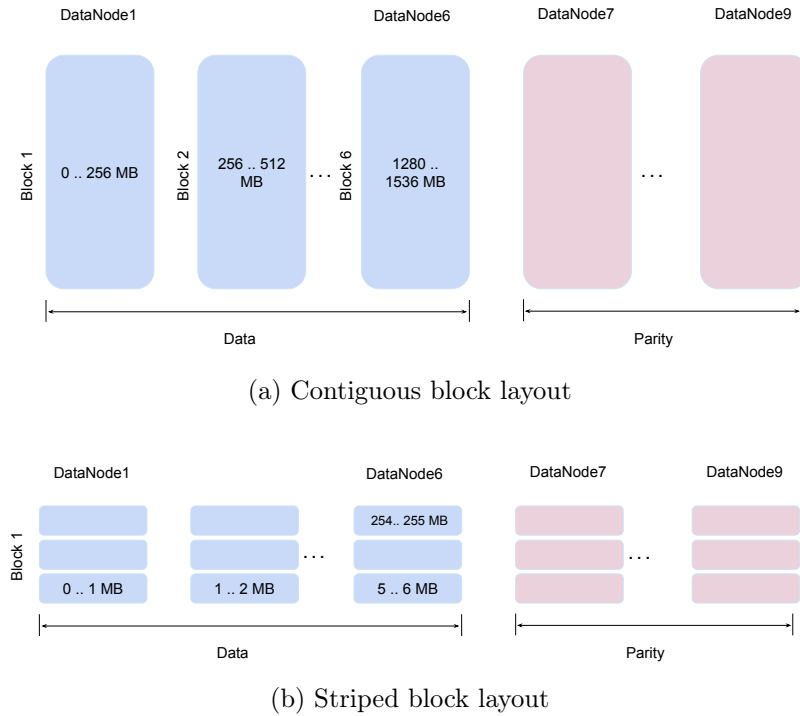 DataNode1
DataNode6
DataNode7
DataNode9
Block 1
0 .. 256 MB
Block 2
256 .. 512
MB
...
Block 6
1280 ..
1536 MB
...
Data
Parity
(a) Contiguous block layout
DataNode1
DataNode6
DataNode7
DataNode9
Block 1
254.. 255 MB
...
...
0 .. 1 MB
1 .. 2 MB
5 .. 6 MB
Data
Parity
(b) Striped block layout